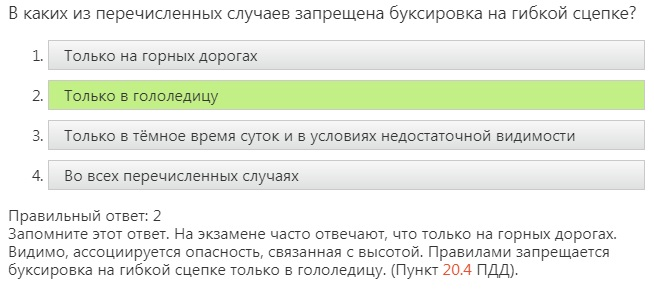 В каких из перечисленных случаев запрещена буксировка на гибкой сцепке?
1. Только на горных дорогах
2. Только в гололедицу
3. Только в тёмное время суток и в условиях недостаточной видимости
4. Во всех перечисленных случаях
Правильный ответ: 2
Запомните этот ответ. На экзамене часто отвечают, что только на горных дорогах.
Видимо, ассоциируется опасность, связанная с высотой. Правилами запрещается
буксировка на гибкой сцепке только в гололедицу. (Пункт 20.4 ПДД).